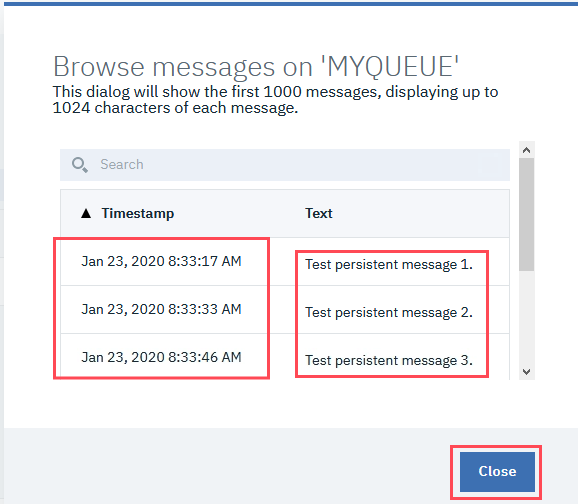 Browse messages on 'MYQUEUE'
This dialog will show the first 1000 messages, displaying up to
1024 characters of each message.
Search
▲ Timestamp Text
Jan 23, 2020 8:33:17 AM Test persistent message 1.
Jan 23, 2020 8:33:33 AM Test persistent message 2.
Jan 23, 2020 8:33:46 AM Test persistent message 3.
Close